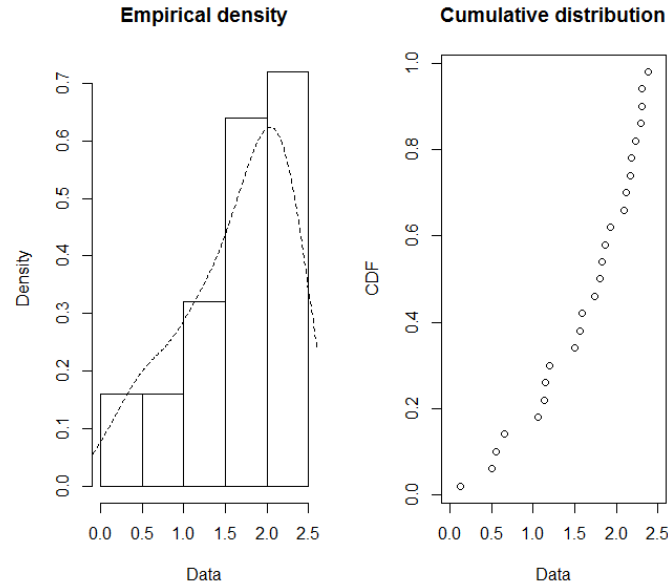 Empirical density
Density
0.0 0.1 0.2 0.3 0.4 0.5 0.6 0.7
0.0 0.5 1.0 1.5 2.0 2.5
Data
Cumulative distribution
CDF
0.0 0.2 0.4 0.6 0.8 1.0
0.0 0.5 1.0 1.5 2.0 2.5
Data